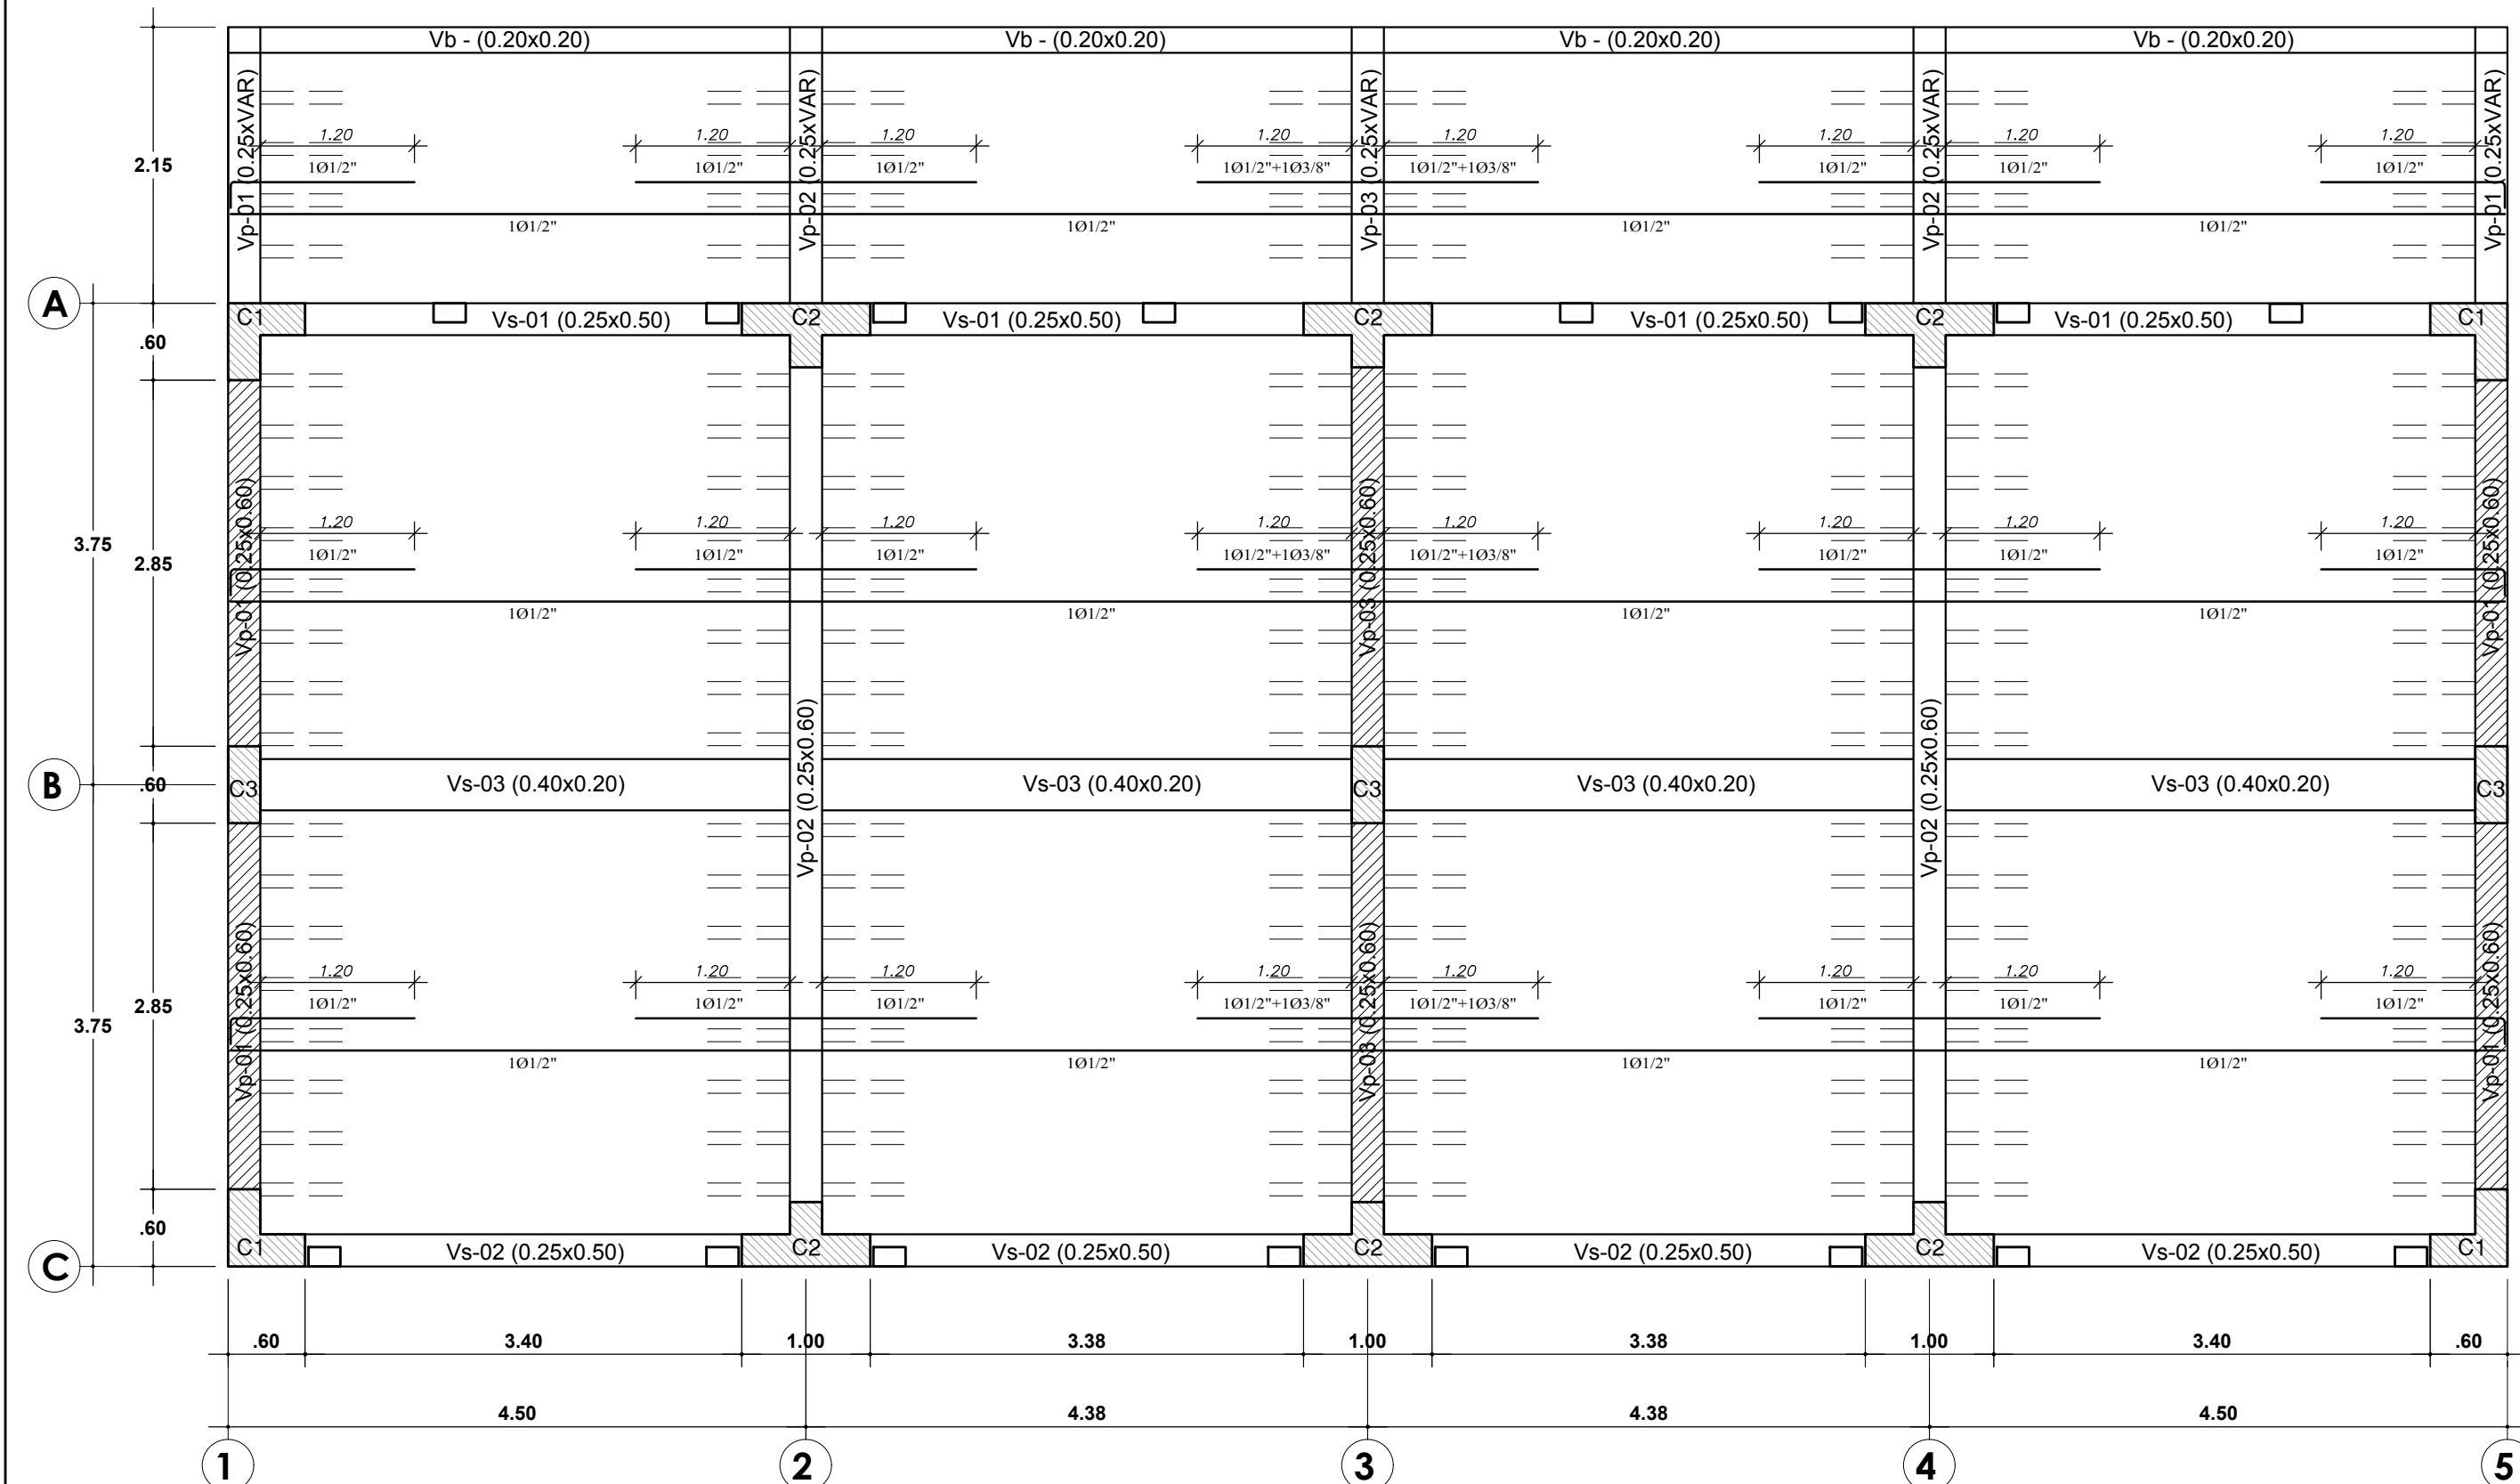 Vb - (0.20x0.20) Vb - (0.20x0.20) Vb - (0.20x0.20) Vb - (0.20x0.20)
Vp-01 (0.25xVAR) Vp-02 (0.25xVAR) Vp-03 (0.25xVAR) Vp-02 (0.25xVAR) Vp-01 (0.25xVAR)
1.20 1.20 1.20 1.20 1.20 1.20 1.20 1.20
2.15
1Ø1/2" 1Ø1/2" 1Ø1/2" 1Ø1/2"+1Ø3/8" 1Ø1/2"+1Ø3/8" 1Ø1/2" 1Ø1/2" 1Ø1/2"
1Ø1/2" 1Ø1/2" 1Ø1/2" 1Ø1/2"
A
C1 Vs-01 (0.25x0.50) C2 Vs-01 (0.25x0.50) C2 Vs-01 (0.25x0.50) C2 Vs-01 (0.25x0.50) C1
.60
1.20 1.20 1.20 1.20 1.20 1.20 1.20 1.20
3.75
2.85
1Ø1/2" 1Ø1/2" 1Ø1/2" 1Ø1/2"+1Ø3/8" 1Ø1/2"+1Ø3/8" 1Ø1/2" 1Ø1/2" 1Ø1/2"
Vp-01 (0.25x0.60) Vp-03 (0.25x0.60) Vp-01 (0.25x0.60)
1Ø1/2" 1Ø1/2" 1Ø1/2" 1Ø1/2"
Vp-02 (0.25x0.60) Vp-02 (0.25x0.60)
B
.60
C3 Vs-03 (0.40x0.20) Vs-03 (0.40x0.20) C3 Vs-03 (0.40x0.20) Vs-03 (0.40x0.20) C3
1.20 1.20 1.20 1.20 1.20 1.20 1.20 1.20
1Ø1/2" 1Ø1/2" 1Ø1/2" 1Ø1/2"+1Ø3/8" 1Ø1/2"+1Ø3/8" 1Ø1/2" 1Ø1/2" 1Ø1/2"
2.85
3.75
Vp-01 (0.25x0.60) Vp-03 (0.25x0.60) Vp-01 (0.25x0.60)
1Ø1/2" 1Ø1/2" 1Ø1/2" 1Ø1/2"
.60
C
C1 Vs-02 (0.25x0.50) C2 Vs-02 (0.25x0.50) C2 Vs-02 (0.25x0.50) C2 Vs-02 (0.25x0.50) C1
.60 3.40 1.00 3.38 1.00 3.38 1.00 3.40 .60
4.50 4.38 4.38 4.50
1 2 3 4 5